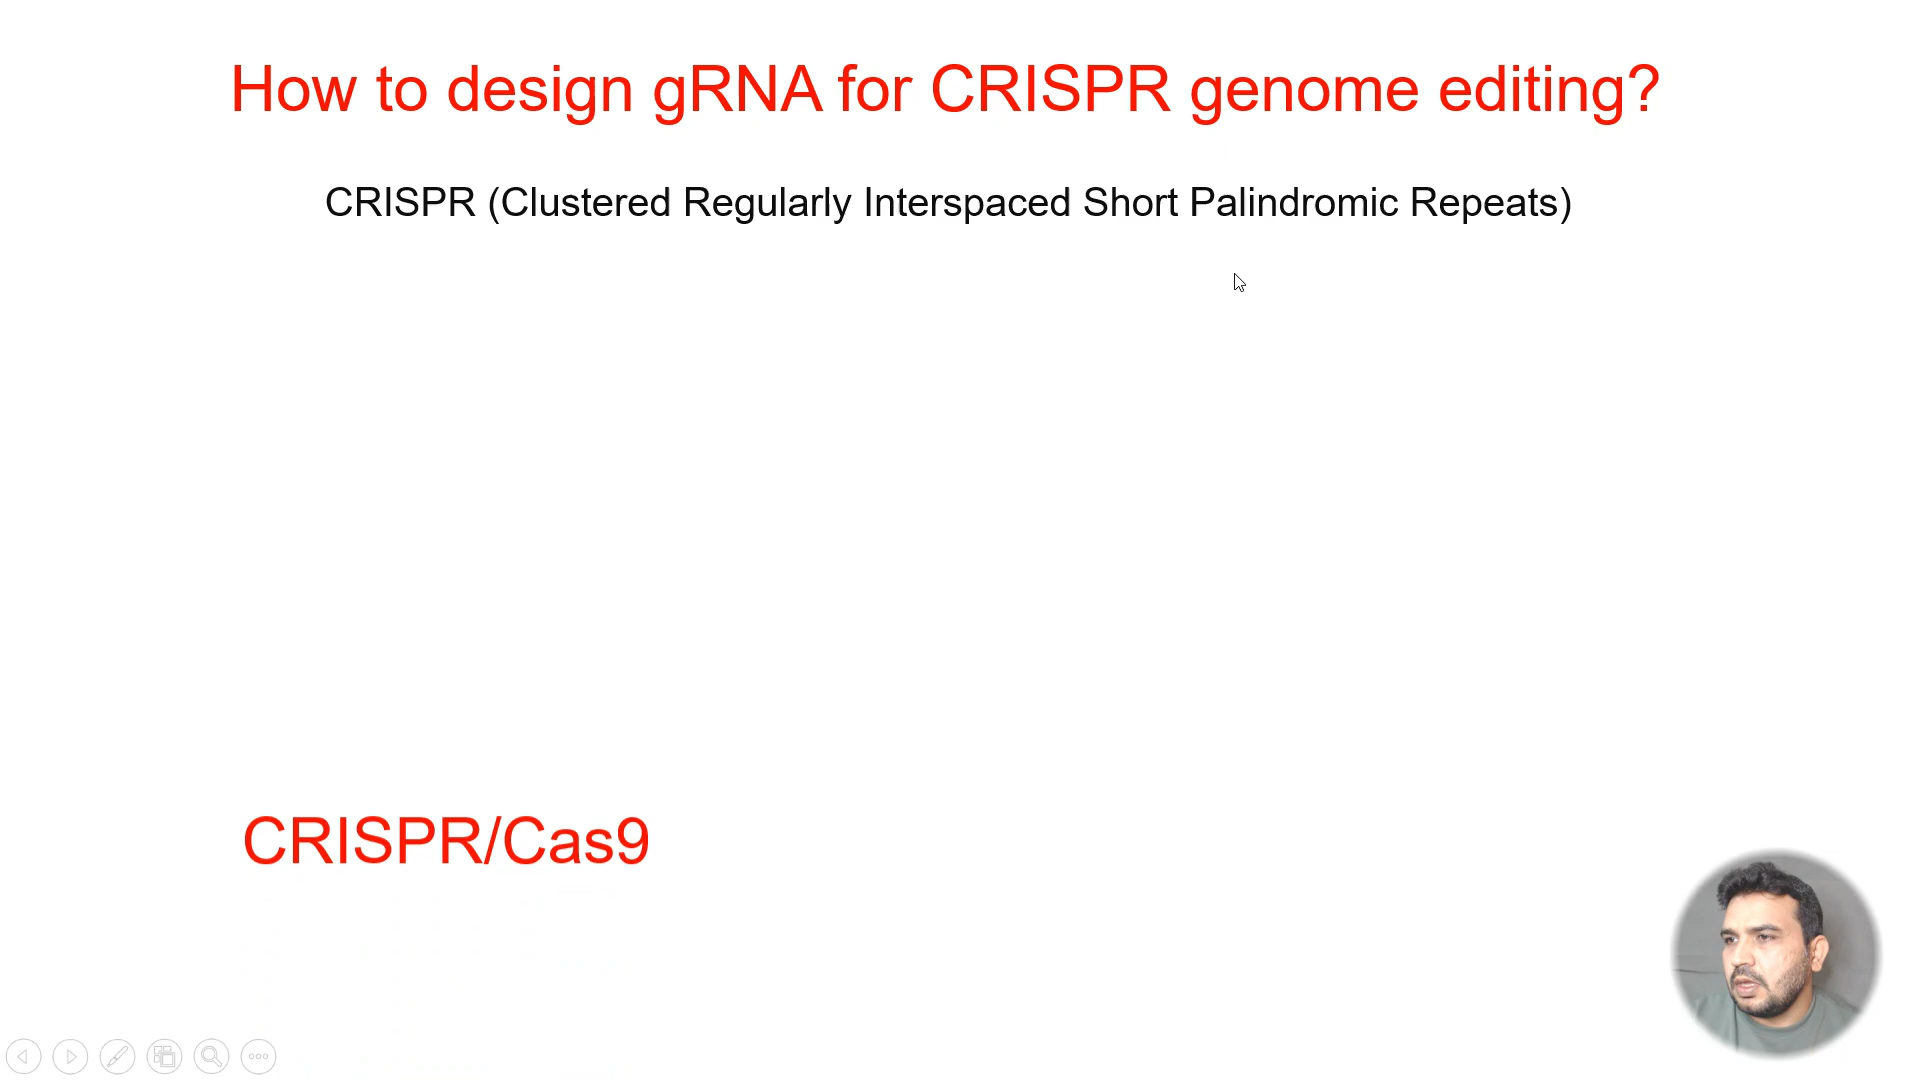 How to design gRNA for CRISPR genome editing?
CRISPR (Clustered Regularly Interspaced Short Palindromic Repeats)
CRISPR/Cas9